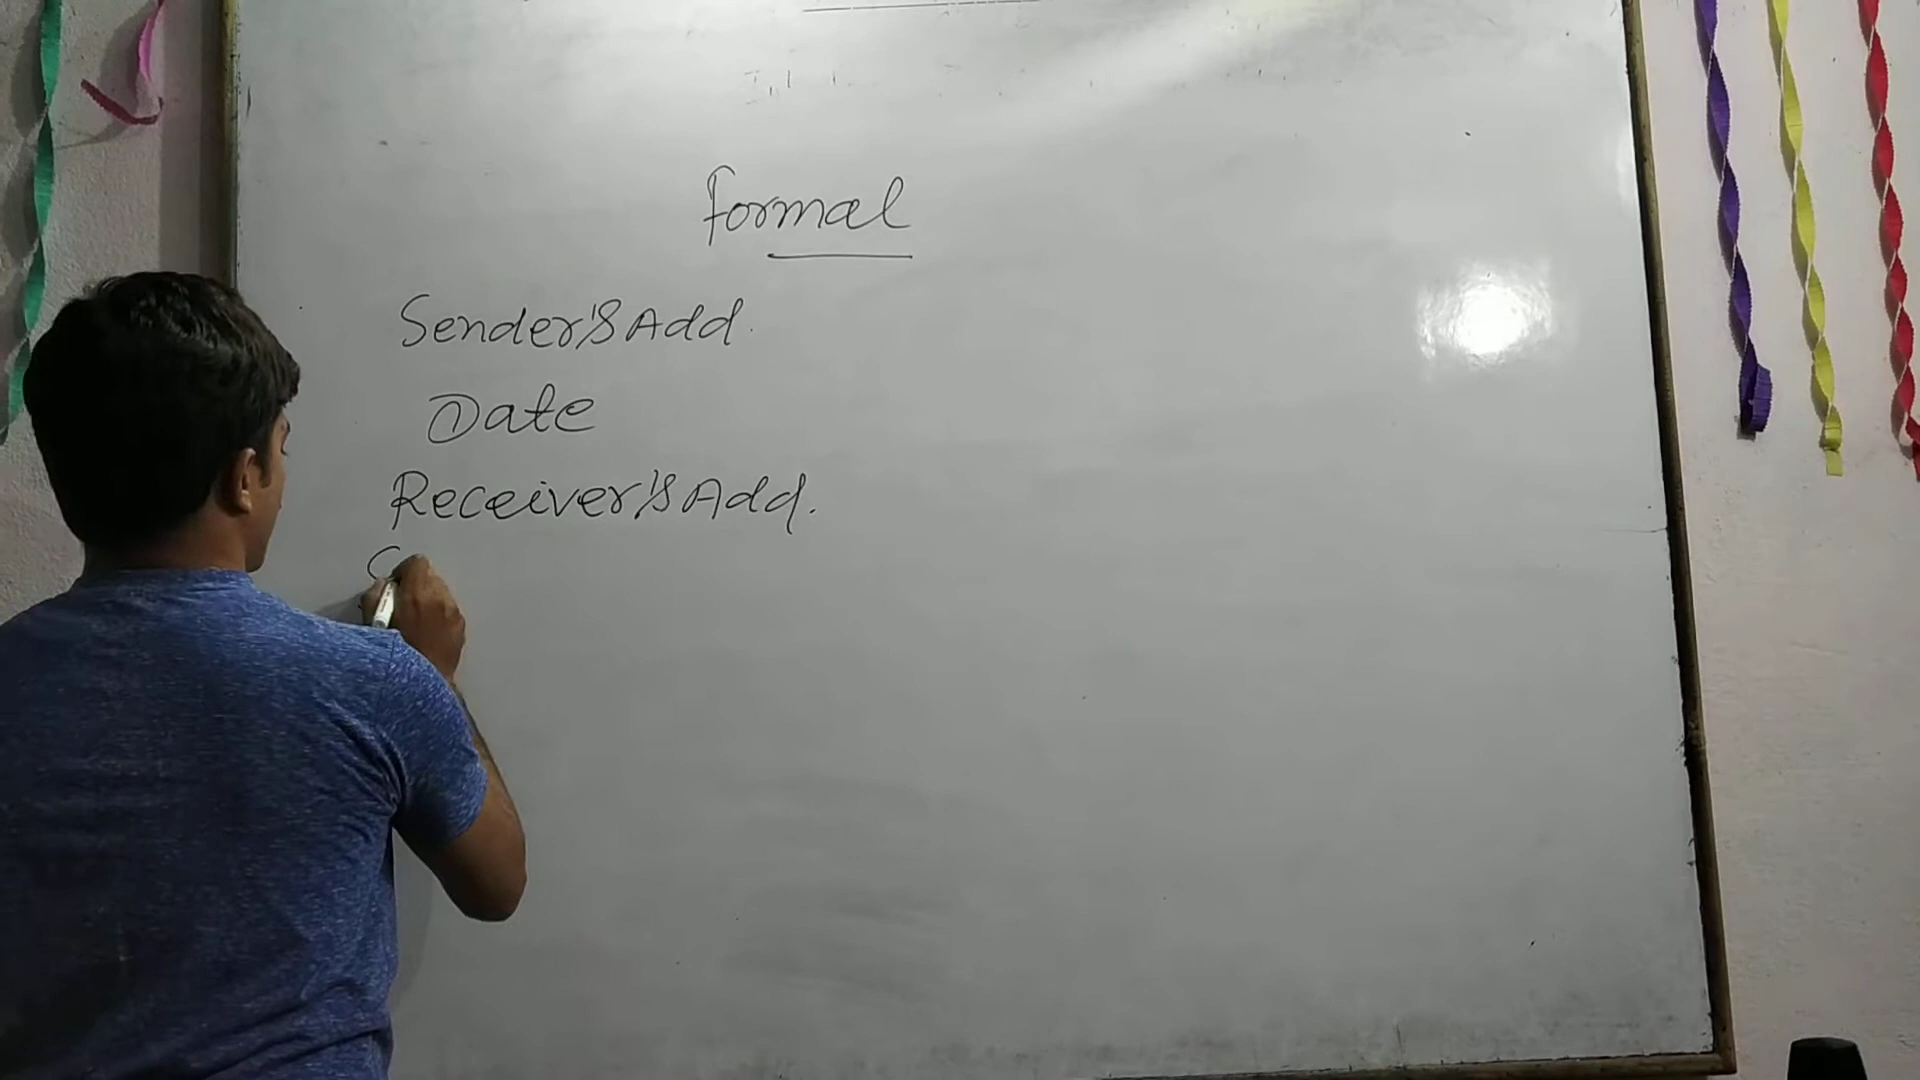 Formal
Sender's Add.
Date
Receiver's Add.
S